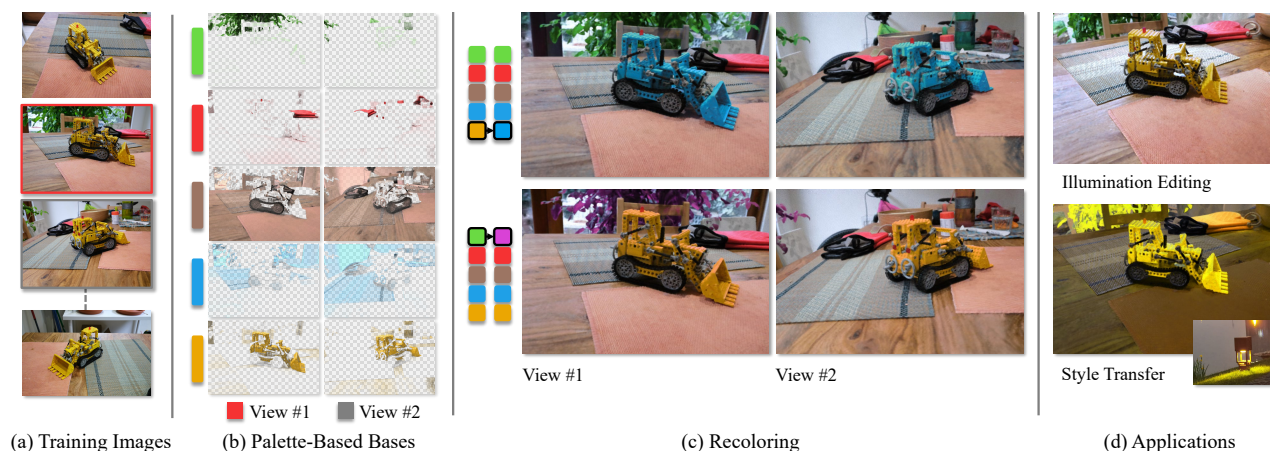 Illumination Editing
Style Transfer
View #1
View #2
View #1
View #2
(a) Training Images
(b) Palette-Based Bases
(c) Recoloring
(d) Applications